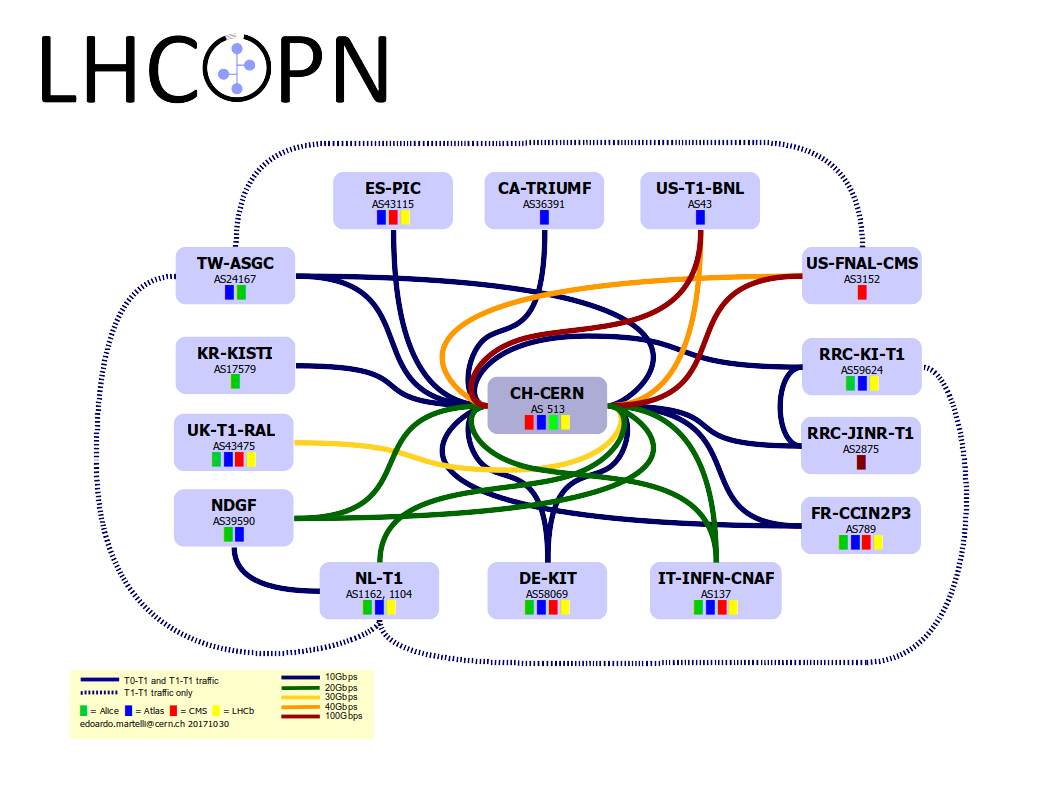 LHCOPN
ES-PIC
AS43115
CA-TRIUMF
AS36391
US-T1-BNL
AS43
TW-ASGC
AS24167
US-FNAL-CMS
AS3152
KR-KISTI
AS17579
RRC-KI-T1
AS59624
CH-CERN
AS 513
UK-T1-RAL
AS43475
RRC-JINR-T1
AS2875
NDGF
AS39590
FR-CCIN2P3
AS789
NL-T1
AS1162, 1104
DE-KIT
AS58069
IT-INFN-CNAF
AS137
T0-T1 and T1-T1 traffic
T1-T1 traffic only
= Alice = Atlas = CMS = LHCb
edoardo.martelli@cern.ch 20171030
10Gbps
20Gbps
30Gbps
40Gbps
100Gbps